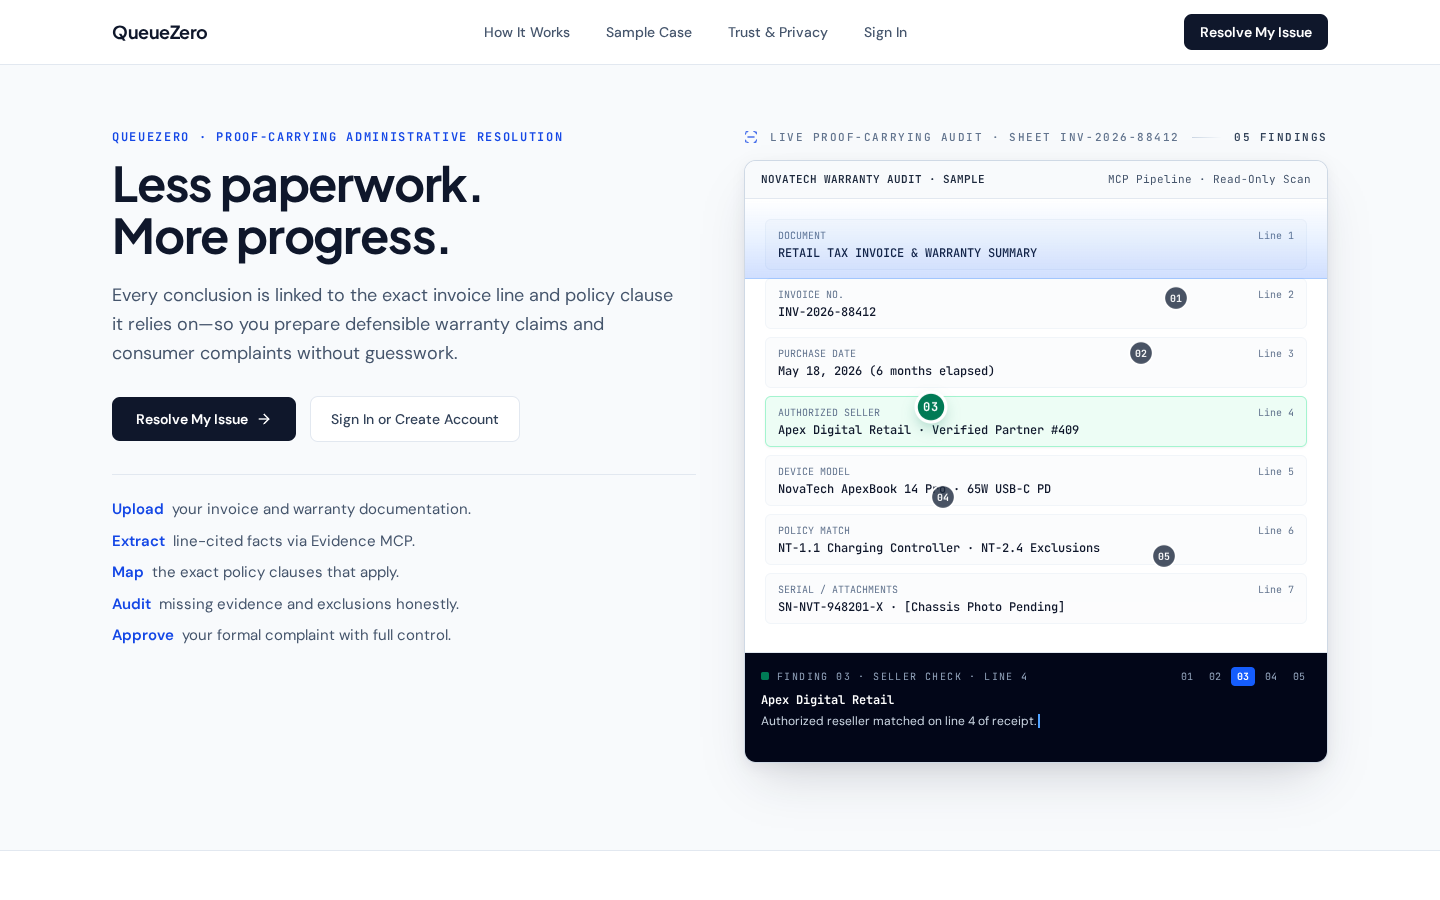 QueueZero
How It Works
Sample Case
Trust & Privacy
Sign In
Resolve My Issue
QUEUEZERO · PROOF-CARRYING ADMINISTRATIVE RESOLUTION
Less paperwork.
More progress.
Every conclusion is linked to the exact invoice line and policy clause
it relies on—so you prepare defensible warranty claims and
consumer complaints without guesswork.
Resolve My Issue →
Sign In or Create Account
Upload your invoice and warranty documentation.
Extract line-cited facts via Evidence MCP.
Map the exact policy clauses that apply.
Audit missing evidence and exclusions honestly.
Approve your formal complaint with full control.
LIVE PROOF-CARRYING AUDIT · SHEET INV-2026-88412
05 FINDINGS
NOVATECH WARRANTY AUDIT · SAMPLE
MCP Pipeline · Read-Only Scan
DOCUMENT
Line 1
RETAIL TAX INVOICE & WARRANTY SUMMARY
INVOICE NO.
01
Line 2
INV-2026-88412
PURCHASE DATE
02
Line 3
May 18, 2026 (6 months elapsed)
AUTHORIZED SELLER
03
Line 4
Apex Digital Retail · Verified Partner #409
DEVICE MODEL
Line 5
NovaTech ApexBook 14 Pro · 65W USB-C PD
04
POLICY MATCH
Line 6
NT-1.1 Charging Controller · NT-2.4 Exclusions
05
SERIAL / ATTACHMENTS
Line 7
SN-NVT-948201-X · [Chassis Photo Pending]
FINDING 03 · SELLER CHECK · LINE 4
01 02 03 04 05
Apex Digital Retail
Authorized reseller matched on line 4 of receipt.